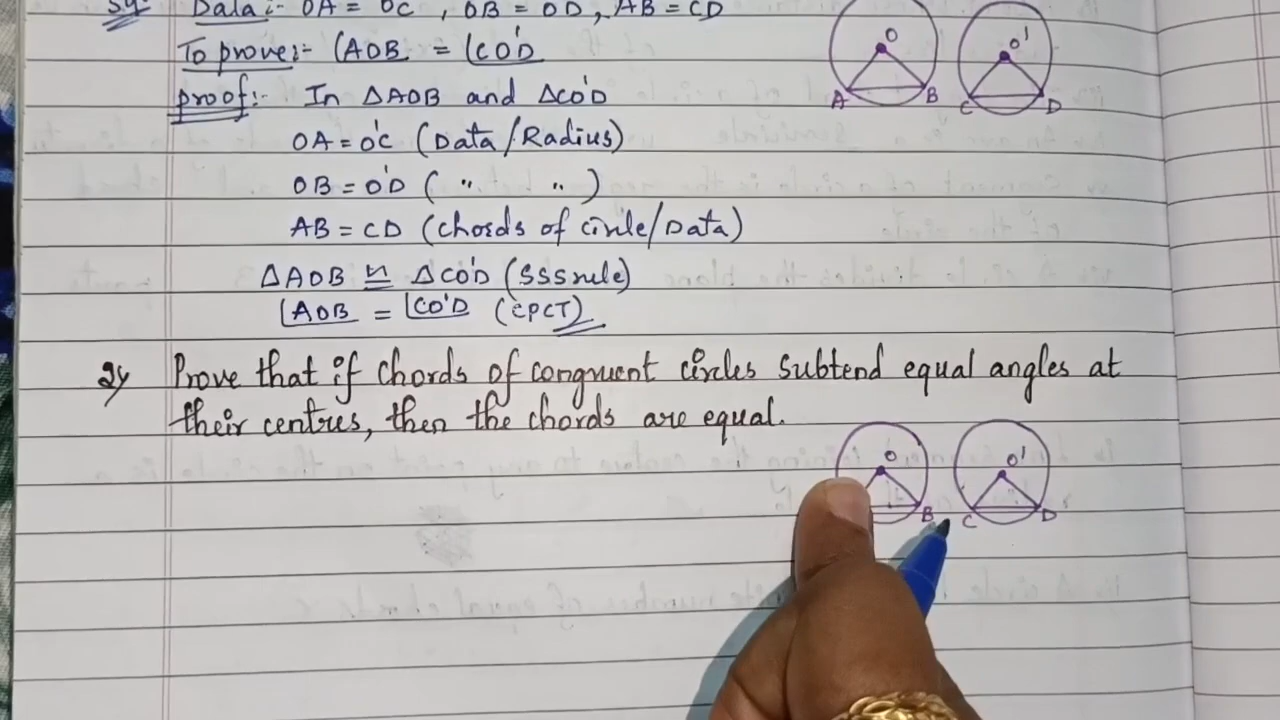 Data:- OA = OC, OB = OD, AB = CD
To prove:- ∠AOB = ∠CO'D
proof:- In ΔAOB and ΔCO'D
OA = O'C (Data/Radius)
OB = O'D ( " " )
AB = CD (chords of circle/Data)
ΔAOB ≅ ΔCO'D (SSS rule)
∠AOB = ∠CO'D (CPCT)
O
O'
A
B
C
D
2) Prove that if chords of congruent circles subtend equal angles at
their centres, then the chords are equal.
O
O'
B
C
D